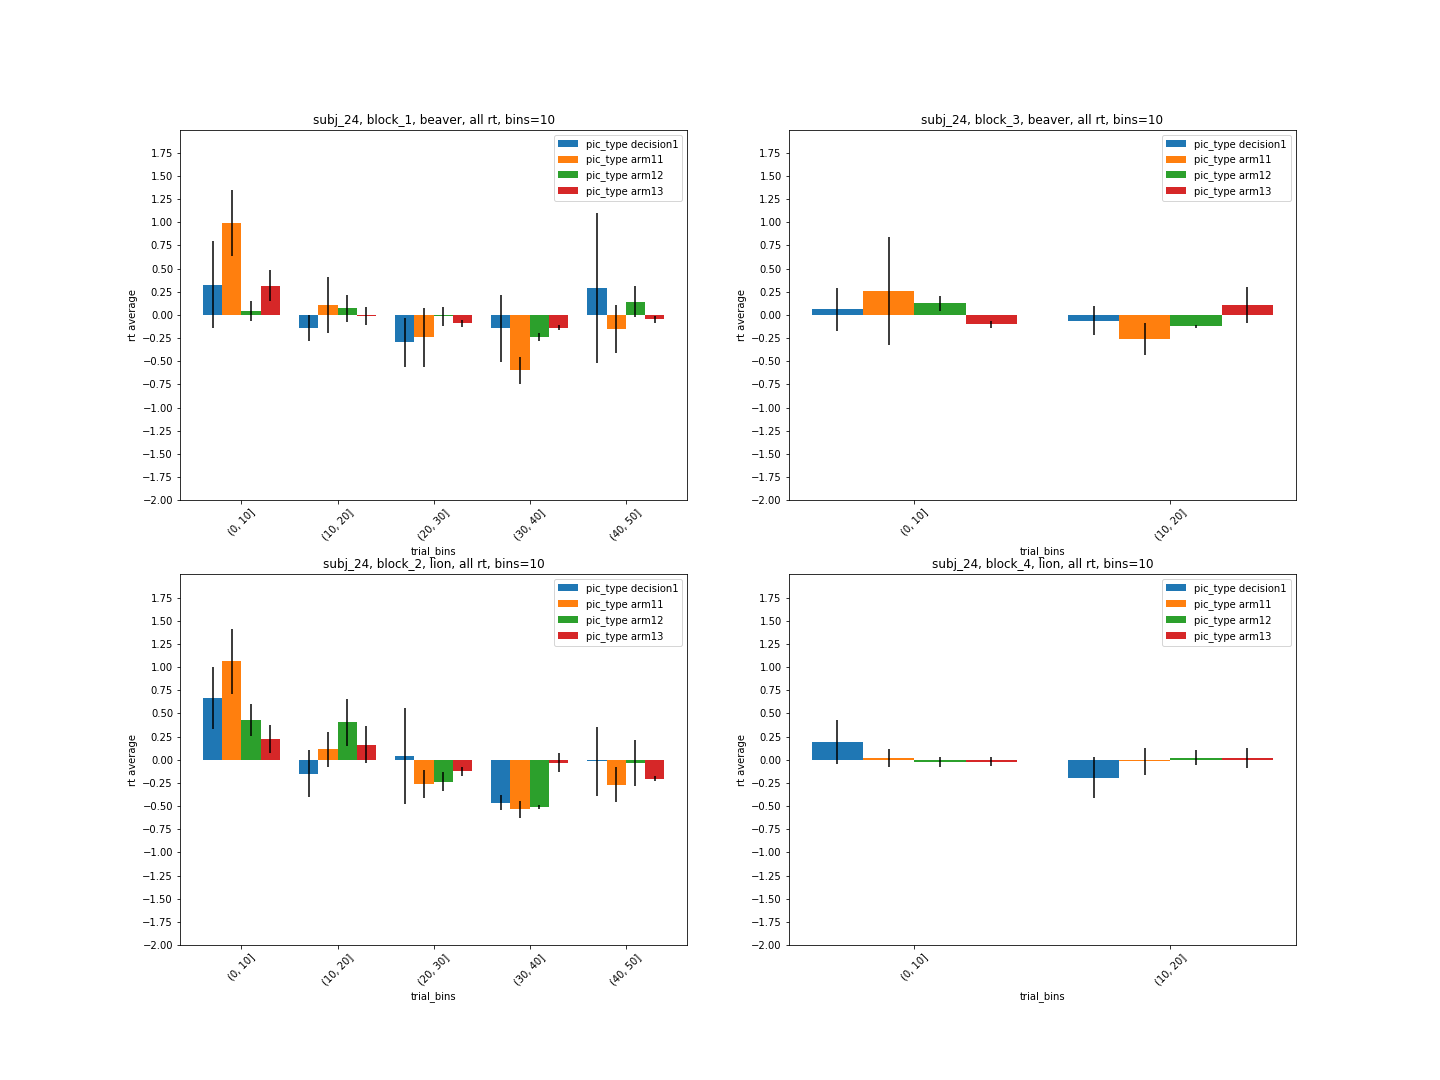 subj_24, block_1, beaver, all rt, bins=10
pic_type decision1
pic_type arm11
pic_type arm12
pic_type arm13
1.75
1.50
1.25
1.00
0.75
0.50
0.25
0.00
−0.25
−0.50
−0.75
−1.00
−1.25
−1.50
−1.75
−2.00
rt average
(0, 10]
(10, 20]
(20, 30]
(30, 40]
(40, 50]
trial_bins
subj_24, block_3, beaver, all rt, bins=10
pic_type decision1
pic_type arm11
pic_type arm12
pic_type arm13
1.75
1.50
1.25
1.00
0.75
0.50
0.25
0.00
−0.25
−0.50
−0.75
−1.00
−1.25
−1.50
−1.75
−2.00
rt average
(0, 10]
(10, 20]
trial_bins
subj_24, block_2, lion, all rt, bins=10
pic_type decision1
pic_type arm11
pic_type arm12
pic_type arm13
1.75
1.50
1.25
1.00
0.75
0.50
0.25
0.00
−0.25
−0.50
−0.75
−1.00
−1.25
−1.50
−1.75
−2.00
rt average
(0, 10]
(10, 20]
(20, 30]
(30, 40]
(40, 50]
trial_bins
subj_24, block_4, lion, all rt, bins=10
pic_type decision1
pic_type arm11
pic_type arm12
pic_type arm13
1.75
1.50
1.25
1.00
0.75
0.50
0.25
0.00
−0.25
−0.50
−0.75
−1.00
−1.25
−1.50
−1.75
−2.00
rt average
(0, 10]
(10, 20]
trial_bins